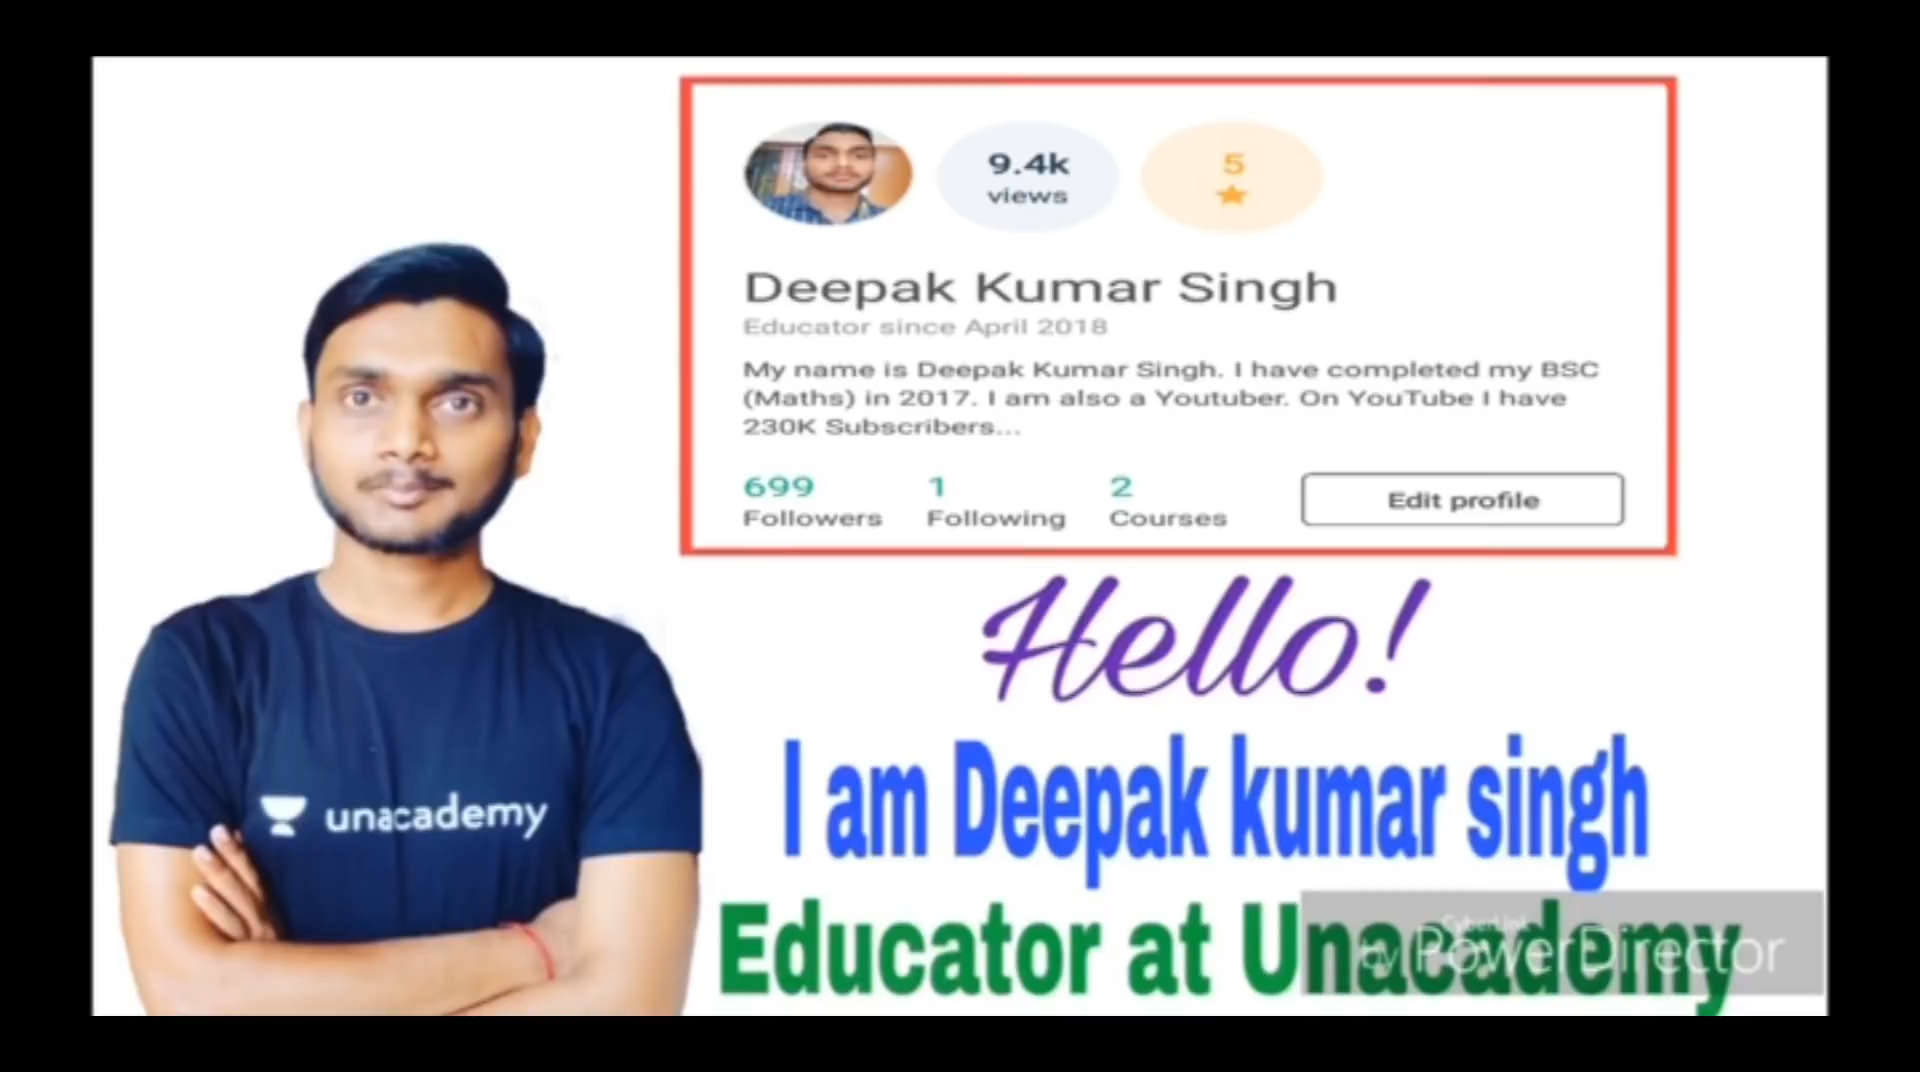 9.4k
views
5
Deepak Kumar Singh
Educator since April 2018
My name is Deepak Kumar Singh. I have completed my BSC
(Maths) in 2017. I am also a Youtuber. On YouTube I have
230K Subscribers...
699
Followers
1
Following
2
Courses
Edit profile
Hello!
I am Deepak kumar singh
Educator at Unacademy
unacademy
CyberLink
by PowerDirector